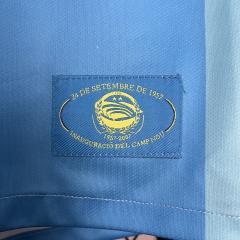 24 DE SETEMBRE DE 1957
1957-2007
INAUGURACIÓ DEL CAMP NOU